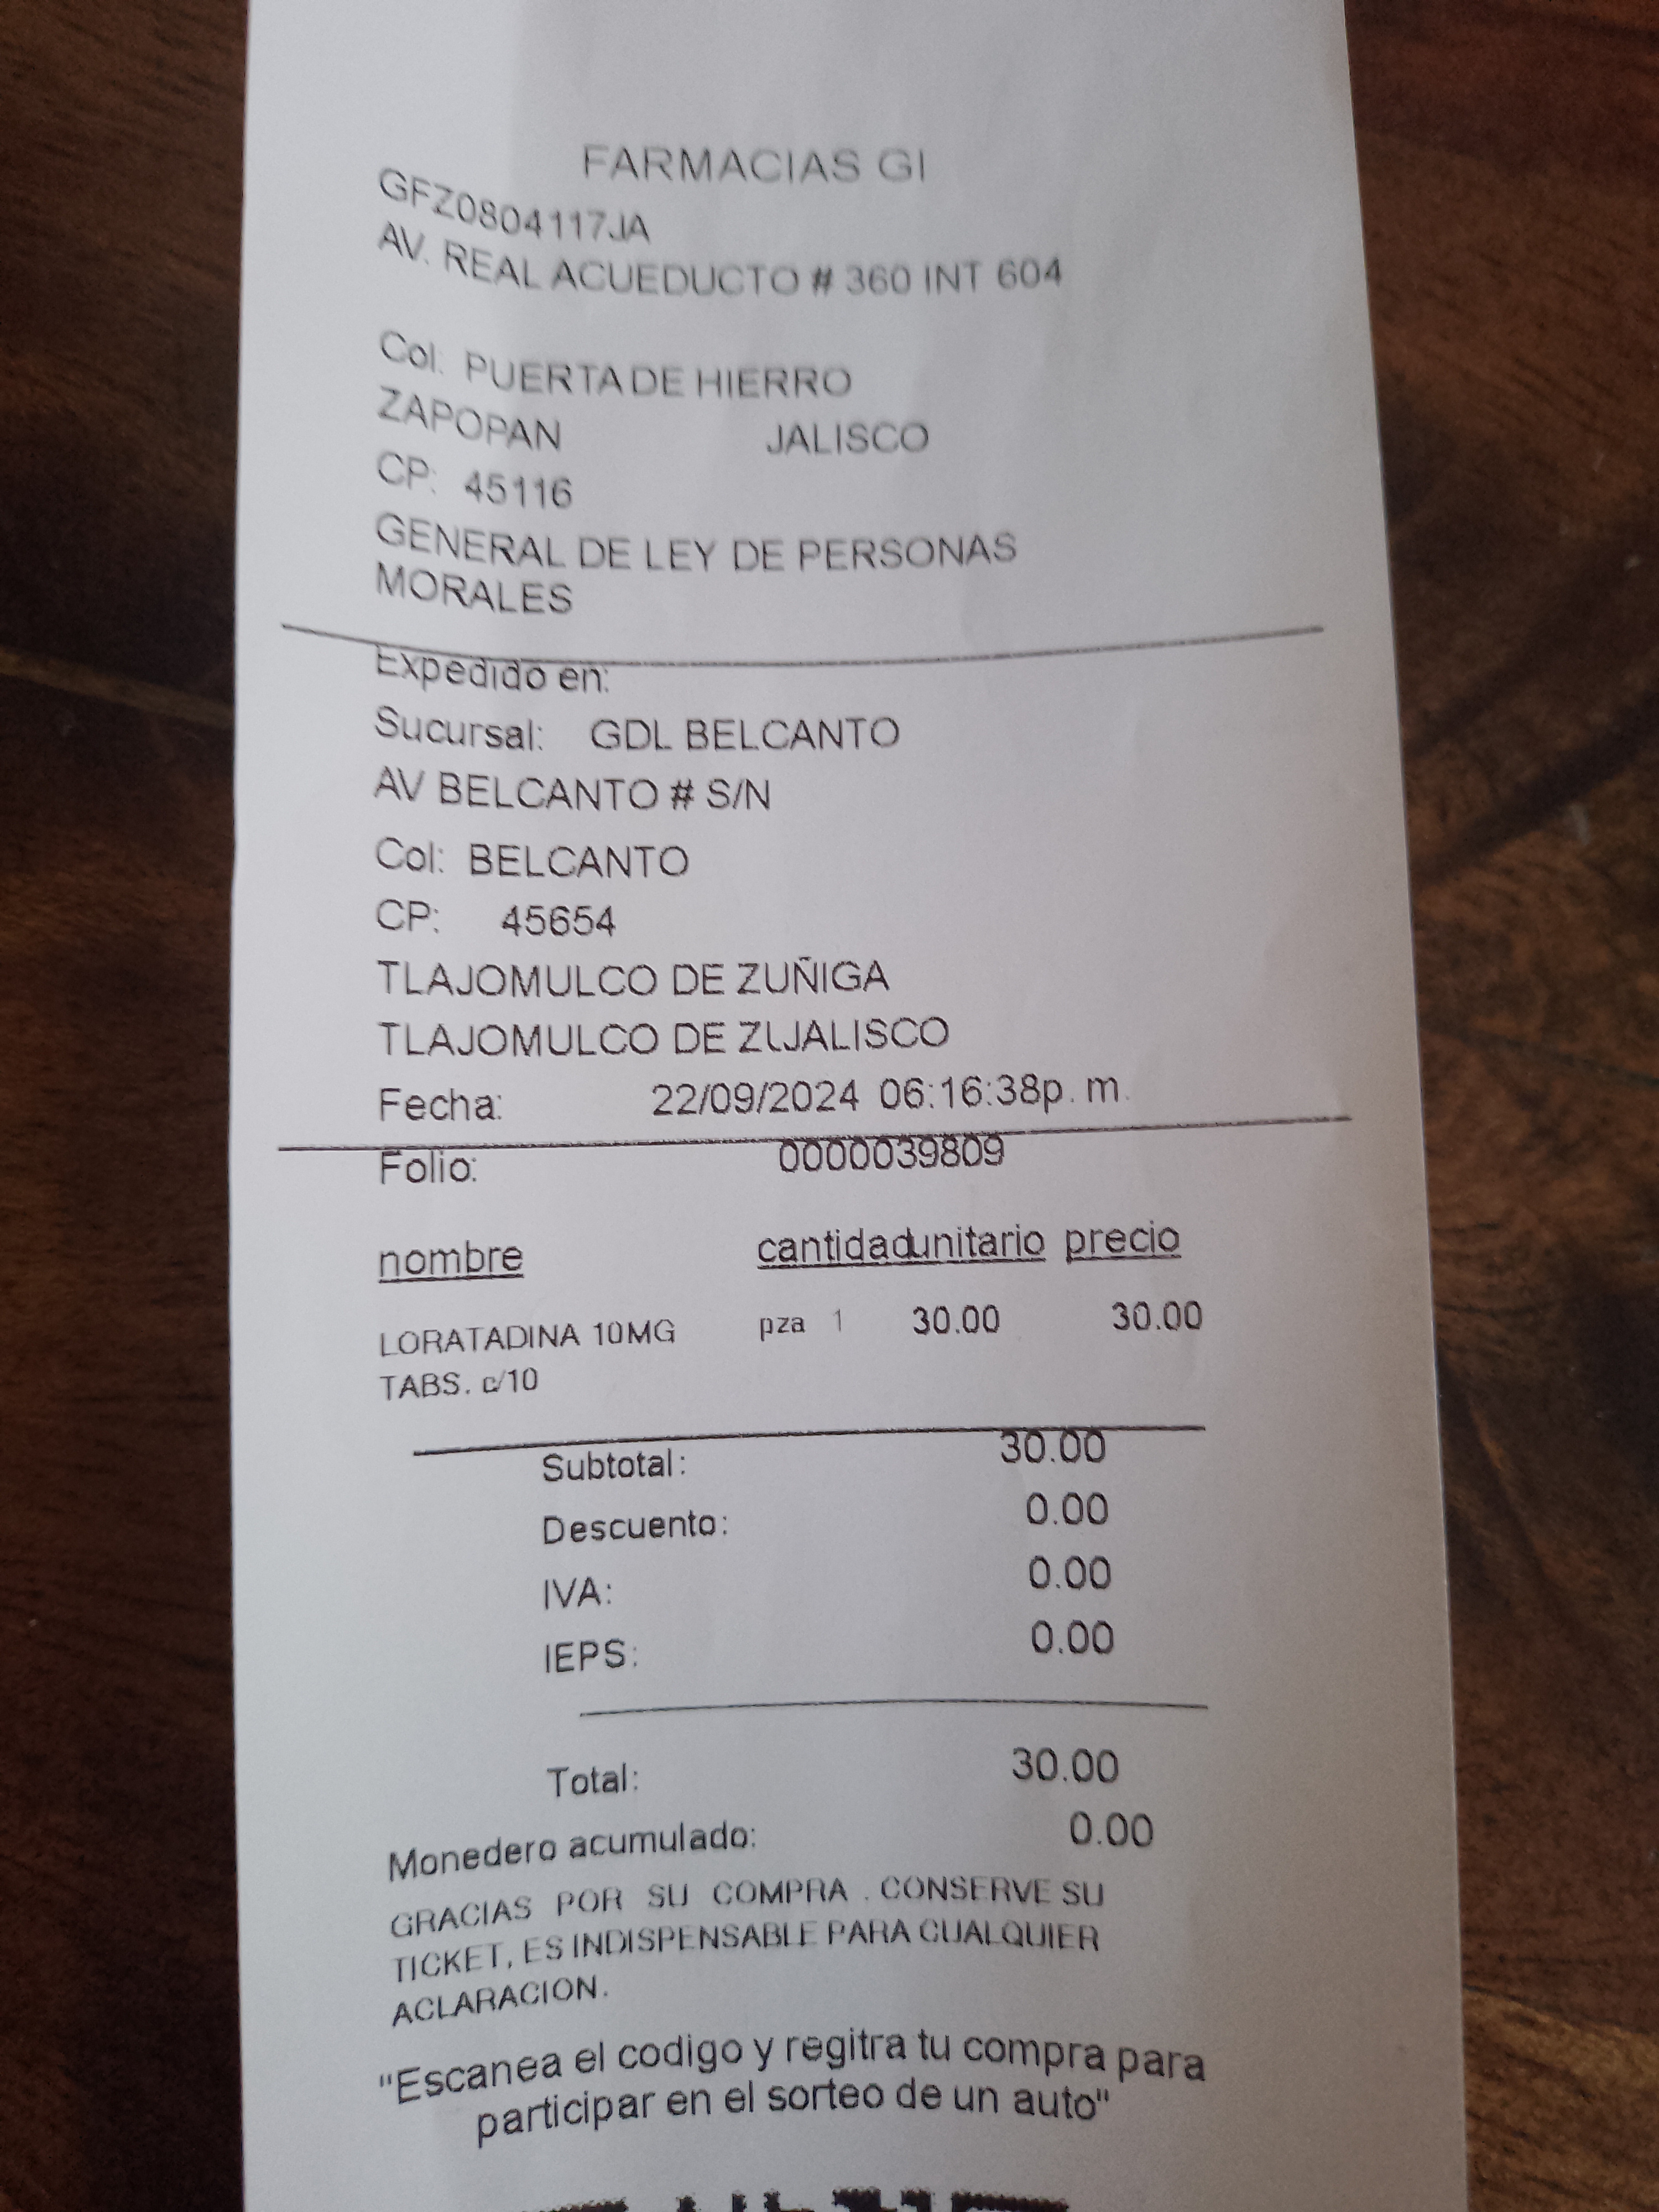 FARMACIAS GI
GFZ0804117JA
AV. REAL ACUEDUCTO # 360 INT 604
Col: PUERTA DE HIERRO
ZAPOPAN JALISCO
CP: 45116
GENERAL DE LEY DE PERSONAS
MORALES
Expedido en:
Sucursal: GDL BELCANTO
AV BELCANTO # S/N
Col: BELCANTO
CP: 45654
TLAJOMULCO DE ZUÑIGA
TLAJOMULCO DE ZUJALISCO
Fecha: 22/09/2024 06:16:38p. m.
Folio: 0000039809
nombre cantidad unitario precio
LORATADINA 10MG pza 1 30.00 30.00
TABS. c/10
Subtotal: 30.00
Descuento: 0.00
IVA: 0.00
IEPS: 0.00
Total: 30.00
Monedero acumulado: 0.00
GRACIAS POR SU COMPRA . CONSERVE SU
TICKET, ES INDISPENSABLE PARA CUALQUIER
ACLARACION.
"Escanea el codigo y regitra tu compra para
participar en el sorteo de un auto"